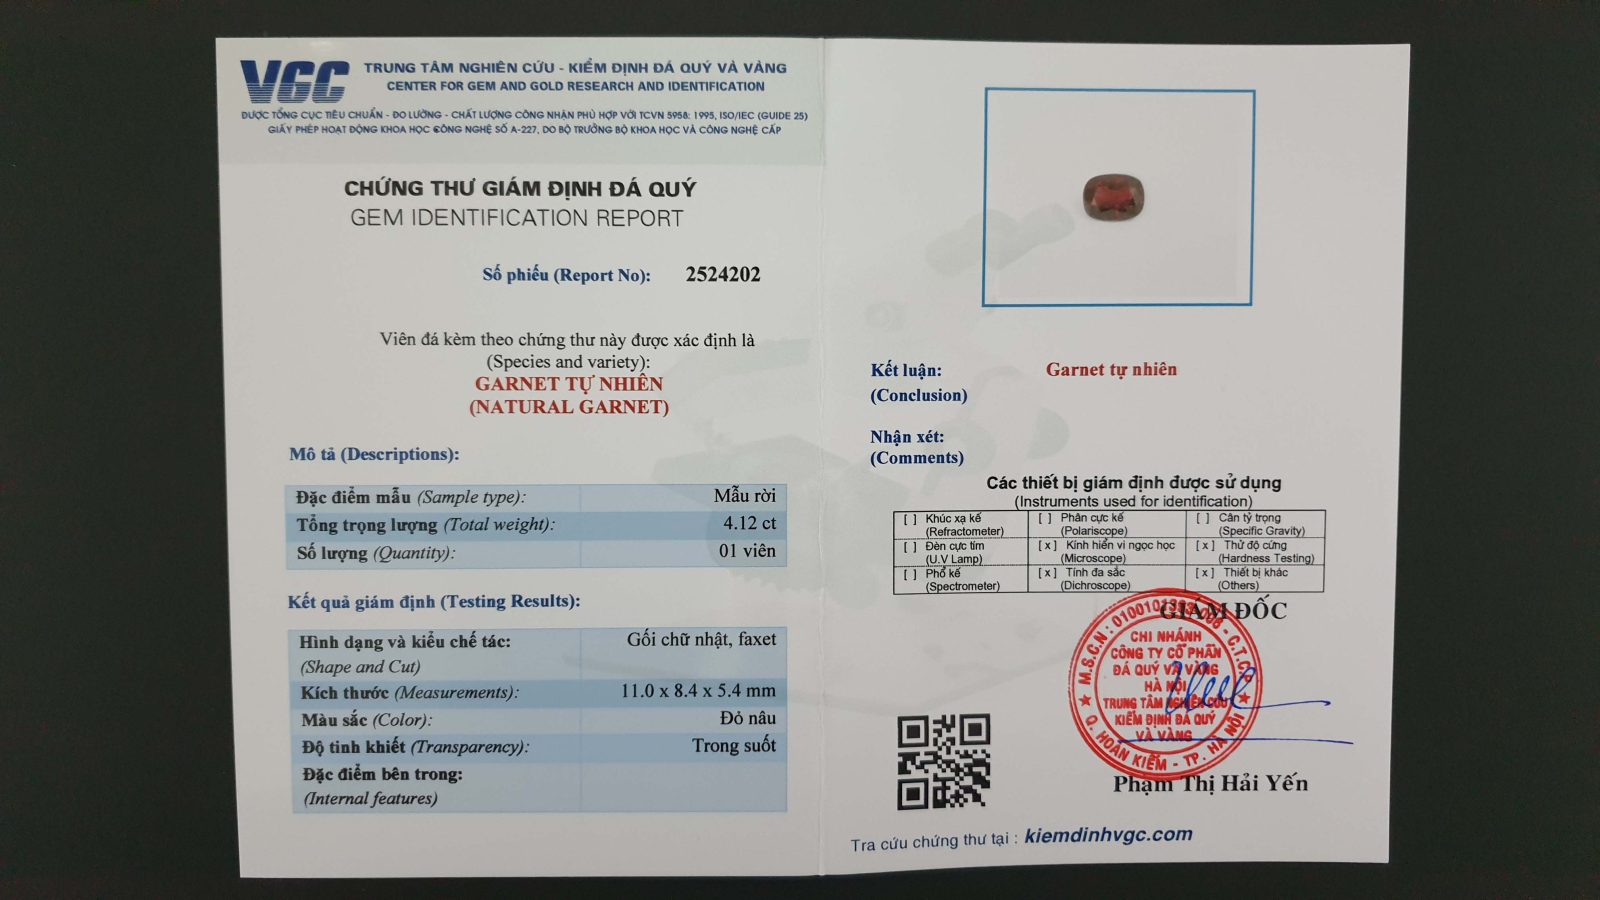 VGC
TRUNG TÂM NGHIÊN CỨU - KIỂM ĐỊNH ĐÁ QUÝ VÀ VÀNG
CENTER FOR GEM AND GOLD RESEARCH AND IDENTIFICATION
ĐƯỢC TỔNG CỤC TIÊU CHUẨN - ĐO LƯỜNG - CHẤT LƯỢNG CÔNG NHẬN PHÙ HỢP VỚI TCVN 5958: 1995, ISO/IEC (GUIDE 25)
GIẤY PHÉP HOẠT ĐỘNG KHOA HỌC CÔNG NGHỆ SỐ A-227, DO BỘ TRƯỞNG BỘ KHOA HỌC VÀ CÔNG NGHỆ CẤP
CHỨNG THƯ GIÁM ĐỊNH ĐÁ QUÝ
GEM IDENTIFICATION REPORT
Số phiếu (Report No): 2524202
Viên đá kèm theo chứng thư này được xác định là
(Species and variety):
GARNET TỰ NHIÊN
(NATURAL GARNET)
Mô tả (Descriptions):
Đặc điểm mẫu (Sample type): Mẫu rời
Tổng trọng lượng (Total weight): 4.12 ct
Số lượng (Quantity): 01 viên
Kết quả giám định (Testing Results):
Hình dạng và kiểu chế tác: Gối chữ nhật, faxet
(Shape and Cut)
Kích thước (Measurements): 11.0 x 8.4 x 5.4 mm
Màu sắc (Color): Đỏ nâu
Độ tinh khiết (Transparency): Trong suốt
Đặc điểm bên trong:
(Internal features)
Kết luận: Garnet tự nhiên
(Conclusion)
Nhận xét:
(Comments)
Các thiết bị giám định được sử dụng
(Instruments used for identification)
[ ] Khúc xạ kế [ ] Phân cực kế [ ] Cân tỷ trọng
(Refractometer) (Polariscope) (Specific Gravity)
[ ] Đèn cực tím [x] Kính hiển vi ngọc học [x] Thử độ cứng
(U.V Lamp) (Microscope) (Hardness Testing)
[ ] Phổ kế [x] Tính đa sắc [x] Thiết bị khác
(Spectrometer) (Dichroscope) (Others)
GIÁM ĐỐC
CHI NHÁNH
CÔNG TY CỔ PHẦN
ĐÁ QUÝ VÀ VÀNG
HÀ NỘI
TRUNG TÂM NGHIÊN CỨU
KIỂM ĐỊNH ĐÁ QUÝ
VÀ VÀNG
Q. HOÀN KIẾM - TP. HÀ NỘI
Phạm Thị Hải Yến
Tra cứu chứng thư tại : kiemdinhvgc.com